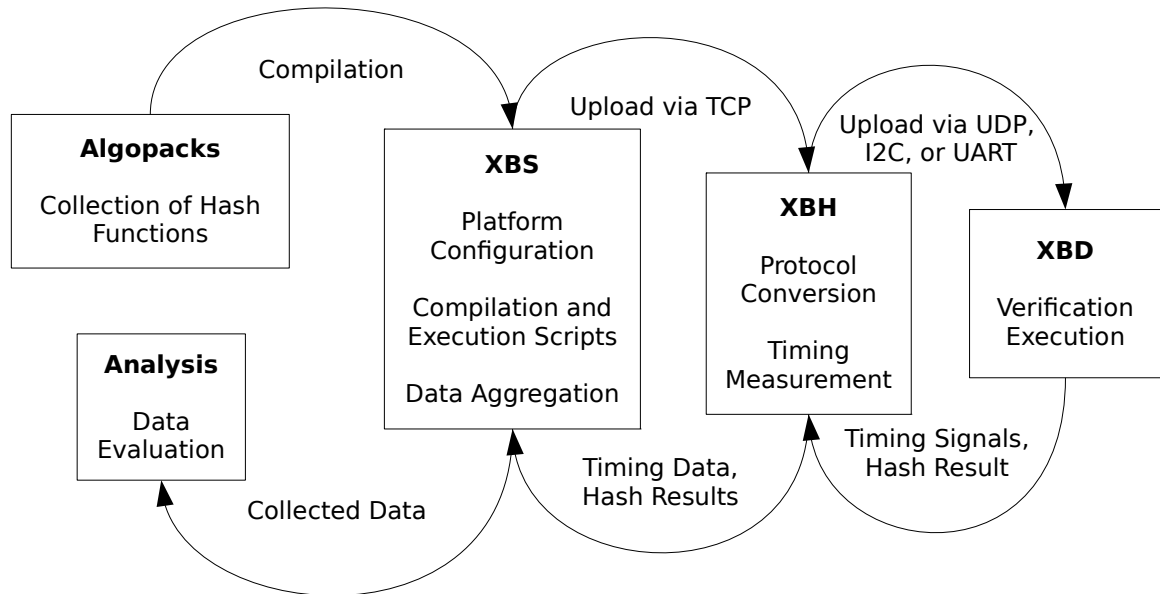 Compilation
Algopacks
Collection of Hash
Functions
XBS
Platform
Configuration
Compilation and
Execution Scripts
Data Aggregation
Upload via TCP
XBH
Protocol
Conversion
Timing
Measurement
Upload via UDP,
I2C, or UART
XBD
Verification
Execution
Analysis
Data
Evaluation
Collected Data
Timing Data,
Hash Results
Timing Signals,
Hash Result